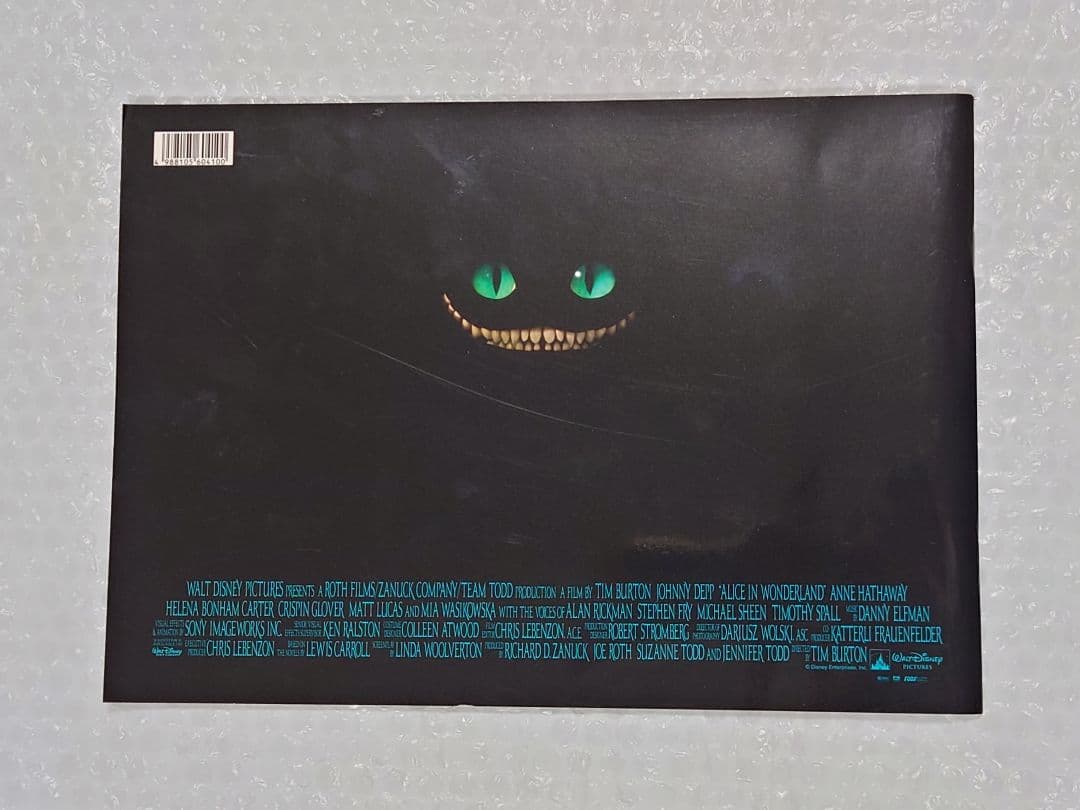 4 988105 604100
WALT DISNEY PICTURES PRESENTS A ROTH FILMS/ZANUCK COMPANY/TEAM TODD PRODUCTION A FILM BY TIM BURTON JOHNNY DEPP "ALICE IN WONDERLAND" ANNE HATHAWAY
HELENA BONHAM CARTER CRISPIN GLOVER MATT LUCAS AND MIA WASIKOWSKA WITH THE VOICES OF ALAN RICKMAN STEPHEN FRY MICHAEL SHEEN TIMOTHY SPALL MUSIC BY DANNY ELFMAN
VISUAL EFFECTS & ANIMATION BY SONY IMAGEWORKS INC. SENIOR VISUAL EFFECTS SUPERVISOR KEN RALSTON COSTUME DESIGNER COLLEEN ATWOOD FILM EDITOR CHRIS LEBENZON, A.C.E. PRODUCTION DESIGNER ROBERT STROMBERG DIRECTOR OF PHOTOGRAPHY DARIUSZ WOLSKI, ASC CO PRODUCER KATTERLI FRAUENFELDER
EXECUTIVE PRODUCER CHRIS LEBENZON BASED ON THE NOVELS BY LEWIS CARROLL SCREENPLAY BY LINDA WOOLVERTON PRODUCED BY RICHARD D. ZANUCK JOE ROTH SUZANNE TODD AND JENNIFER TODD DIRECTED BY TIM BURTON
WALT DISNEY PICTURES
© Disney Enterprises, Inc.